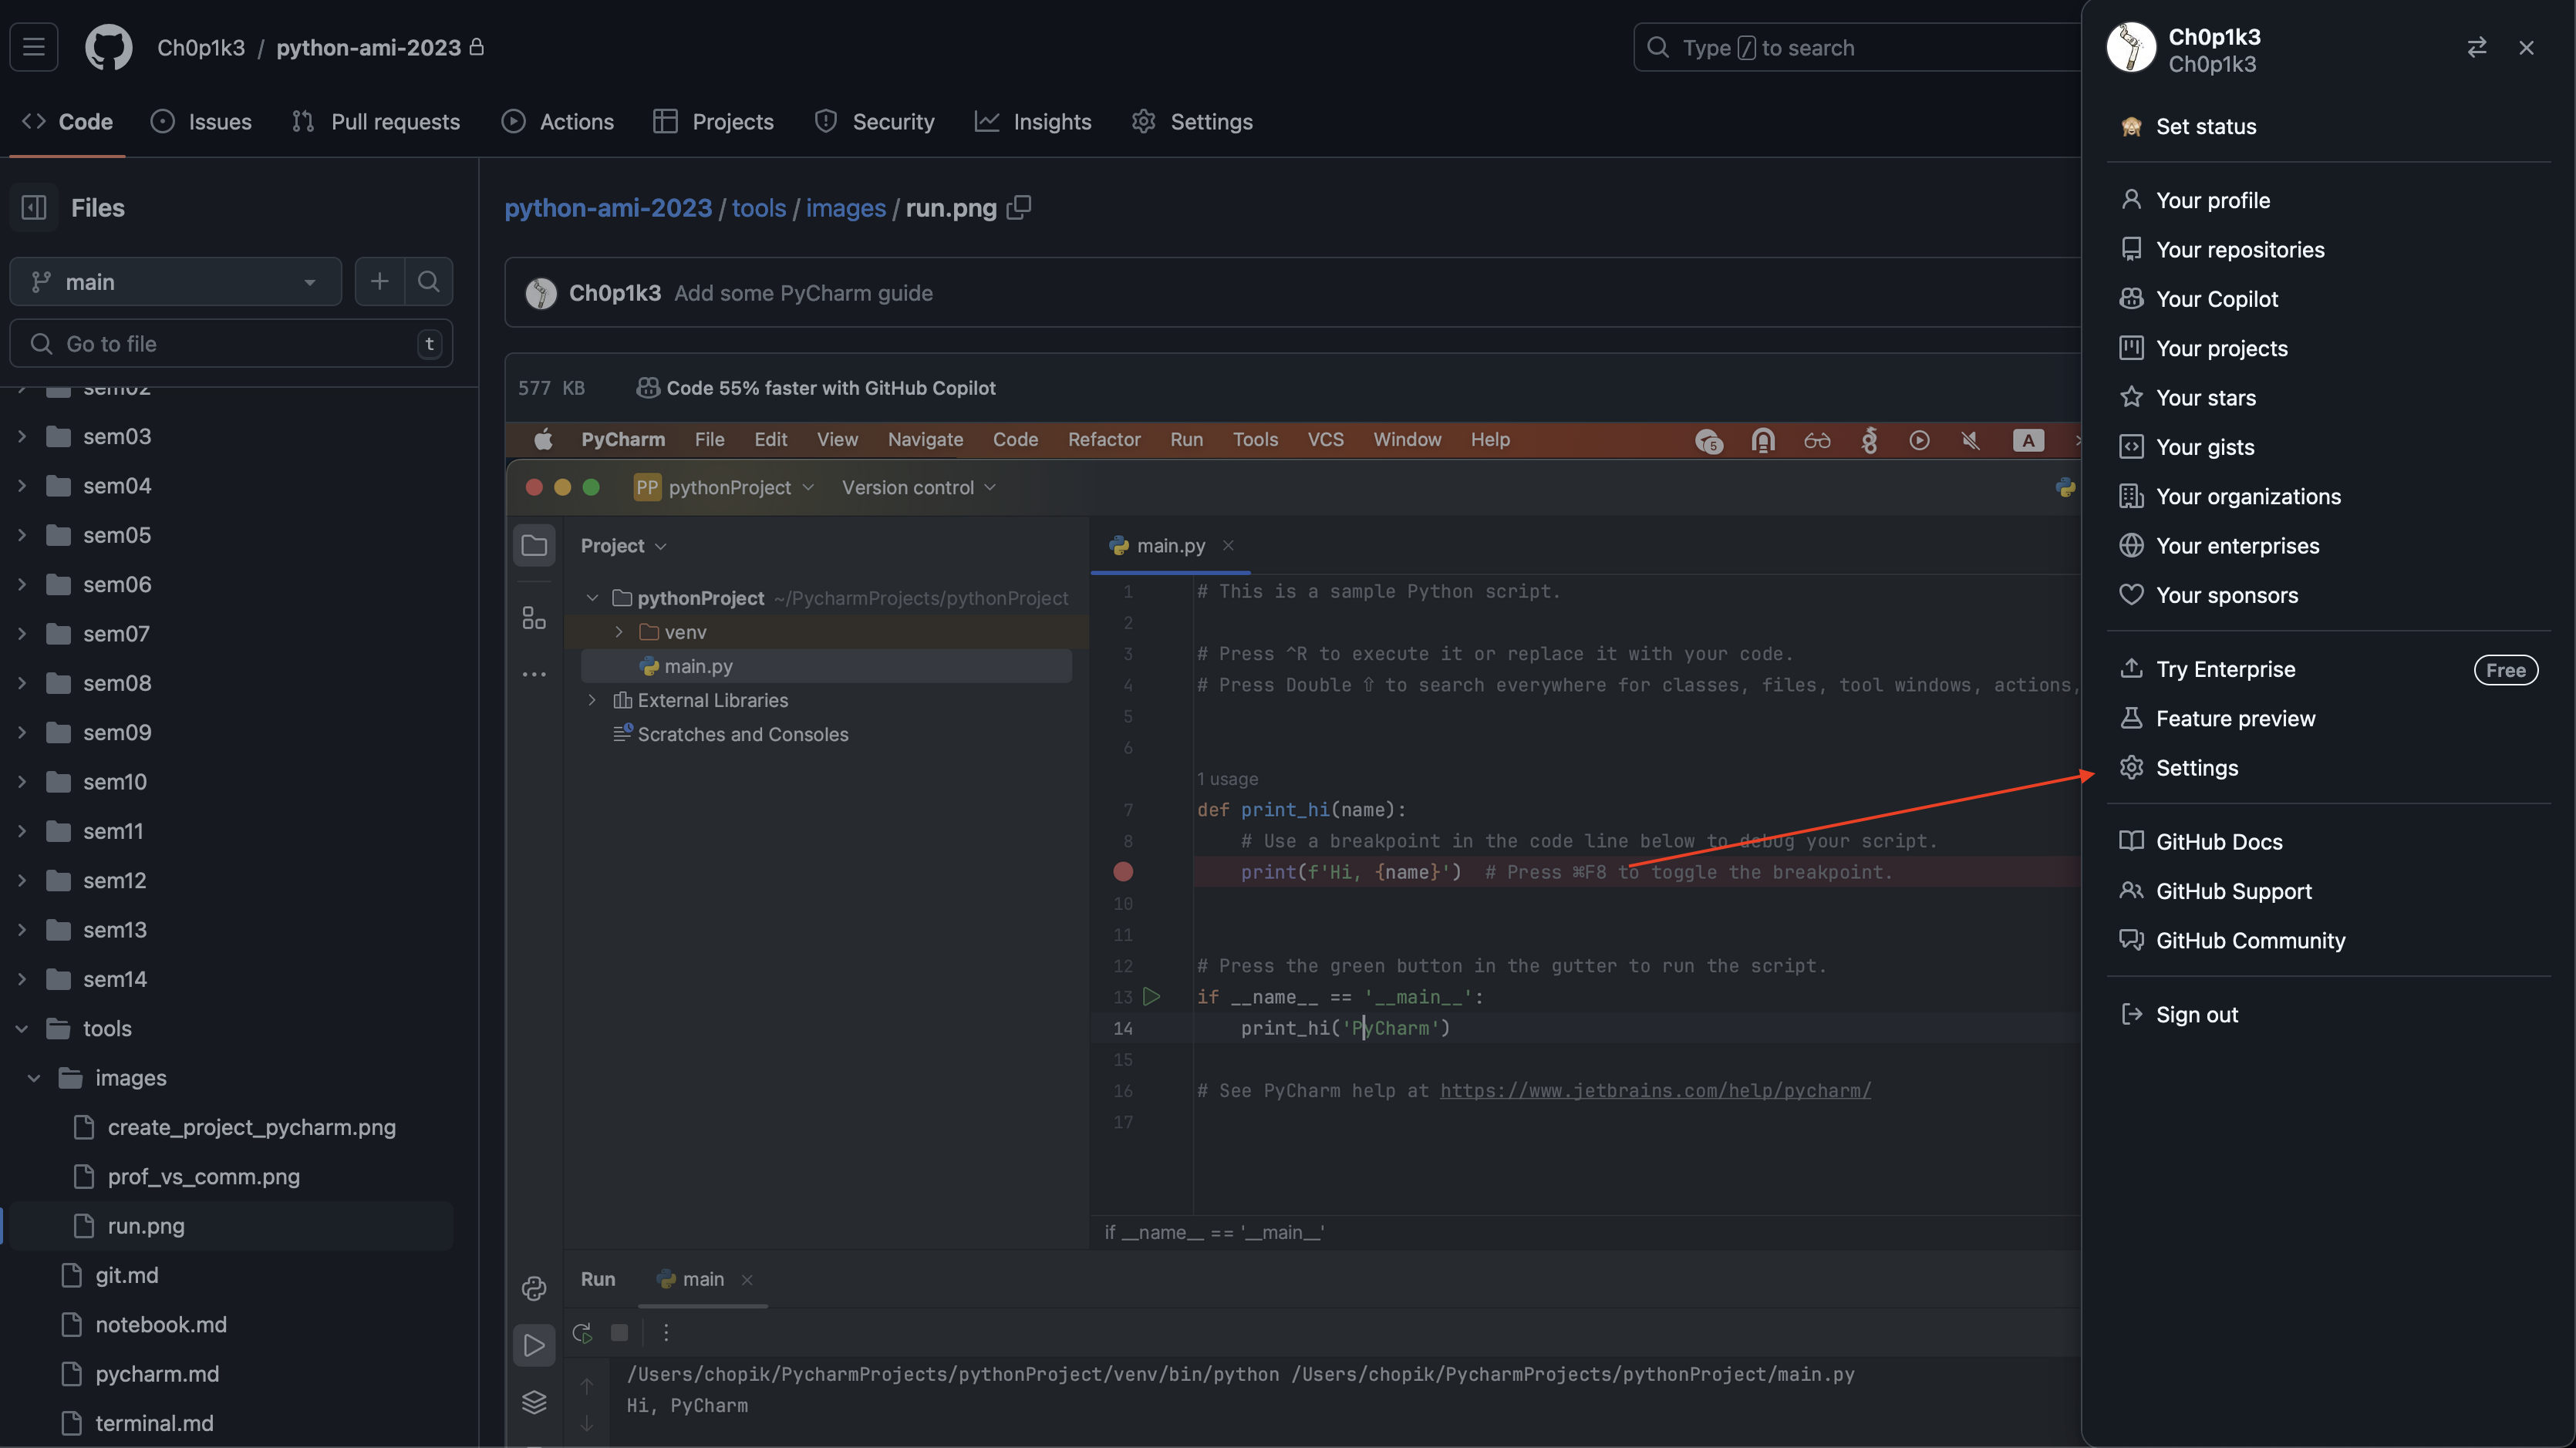 Ch0p1k3 / python-ami-2023
Type / to search
Code
Issues
Pull requests
Actions
Projects
Security
Insights
Settings
Files
main
Go to file
t
sem02
sem03
sem04
sem05
sem06
sem07
sem08
sem09
sem10
sem11
sem12
sem13
sem14
tools
images
create_project_pycharm.png
prof_vs_comm.png
run.png
git.md
notebook.md
pycharm.md
terminal.md
python-ami-2023 / tools / images / run.png
Ch0p1k3 Add some PyCharm guide
577 KB
Code 55% faster with GitHub Copilot
PyCharm File Edit View Navigate Code Refactor Run Tools VCS Window Help
5
A
PP pythonProject
Version control
Project
pythonProject ~/PycharmProjects/pythonProject
venv
main.py
External Libraries
Scratches and Consoles
main.py
1 # This is a sample Python script.
2
3 # Press ^R to execute it or replace it with your code.
4 # Press Double ⇧ to search everywhere for classes, files, tool windows, actions,
5
6
1 usage
7 def print_hi(name):
8 # Use a breakpoint in the code line below to debug your script.
print(f'Hi, {name}') # Press ⌘F8 to toggle the breakpoint.
10
11
12 # Press the green button in the gutter to run the script.
13 if __name__ == '__main__':
14 print_hi('PyCharm')
15
16 # See PyCharm help at https://www.jetbrains.com/help/pycharm/
17
if __name__ == '__main__'
Run
main
/Users/chopik/PycharmProjects/pythonProject/venv/bin/python /Users/chopik/PycharmProjects/pythonProject/main.py
Hi, PyCharm
Ch0p1k3
Ch0p1k3
Set status
Your profile
Your repositories
Your Copilot
Your projects
Your stars
Your gists
Your organizations
Your enterprises
Your sponsors
Try Enterprise
Free
Feature preview
Settings
GitHub Docs
GitHub Support
GitHub Community
Sign out